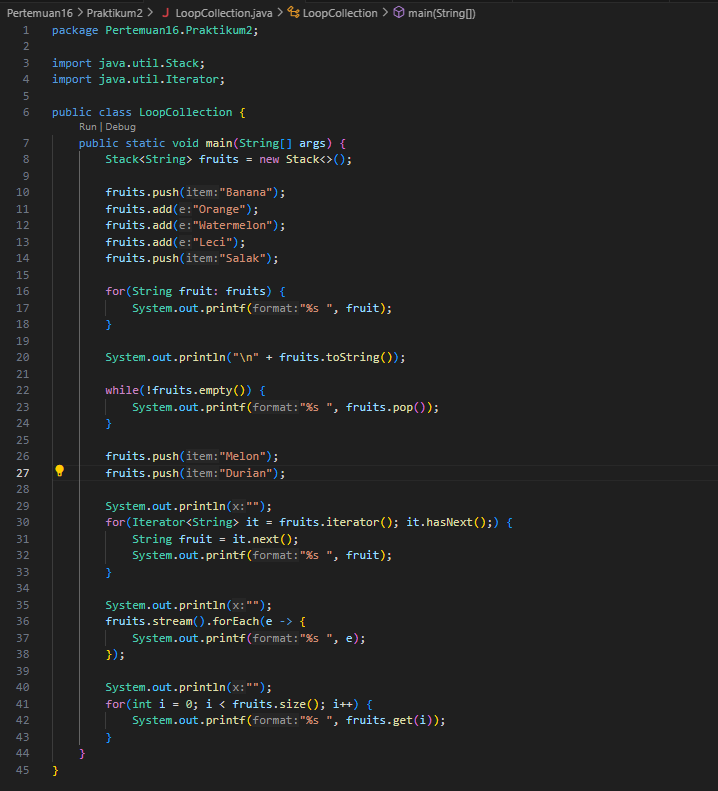 Pertemuan16 > Praktikum2 > J LoopCollection.java > LoopCollection > main(String[])
1 package Pertemuan16.Praktikum2;
2
3 import java.util.Stack;
4 import java.util.Iterator;
5
6 public class LoopCollection {
Run | Debug
7 public static void main(String[] args) {
8 Stack<String> fruits = new Stack<>();
9
10 fruits.push(item:"Banana");
11 fruits.add(e:"Orange");
12 fruits.add(e:"Watermelon");
13 fruits.add(e:"Leci");
14 fruits.push(item:"Salak");
15
16 for(String fruit: fruits) {
17 System.out.printf(format:"%s ", fruit);
18 }
19
20 System.out.println("\n" + fruits.toString());
21
22 while(!fruits.empty()) {
23 System.out.printf(format:"%s ", fruits.pop());
24 }
25
26 fruits.push(item:"Melon");
27 fruits.push(item:"Durian");
28
29 System.out.println(x:"");
30 for(Iterator<String> it = fruits.iterator(); it.hasNext();) {
31 String fruit = it.next();
32 System.out.printf(format:"%s ", fruit);
33 }
34
35 System.out.println(x:"");
36 fruits.stream().forEach(e -> {
37 System.out.printf(format:"%s ", e);
38 });
39
40 System.out.println(x:"");
41 for(int i = 0; i < fruits.size(); i++) {
42 System.out.printf(format:"%s ", fruits.get(i));
43 }
44 }
45 }